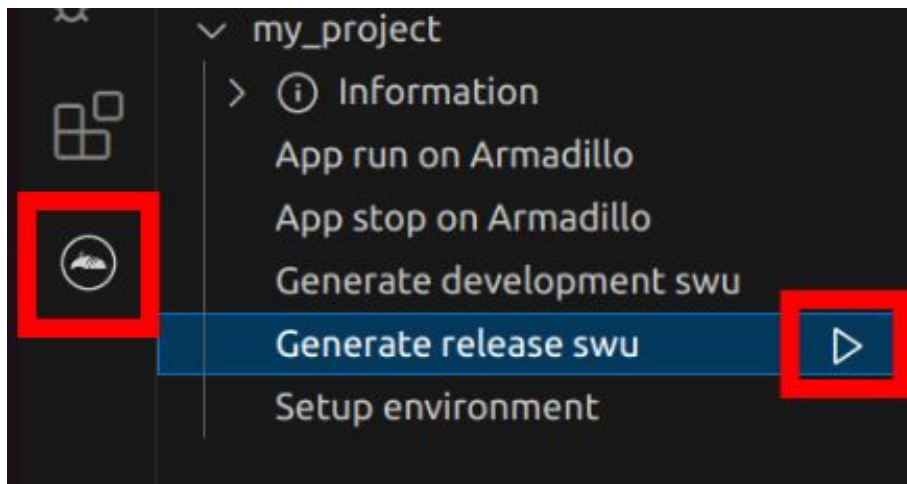 my_project
Information
App run on Armadillo
App stop on Armadillo
Generate development swu
Generate release swu
Setup environment